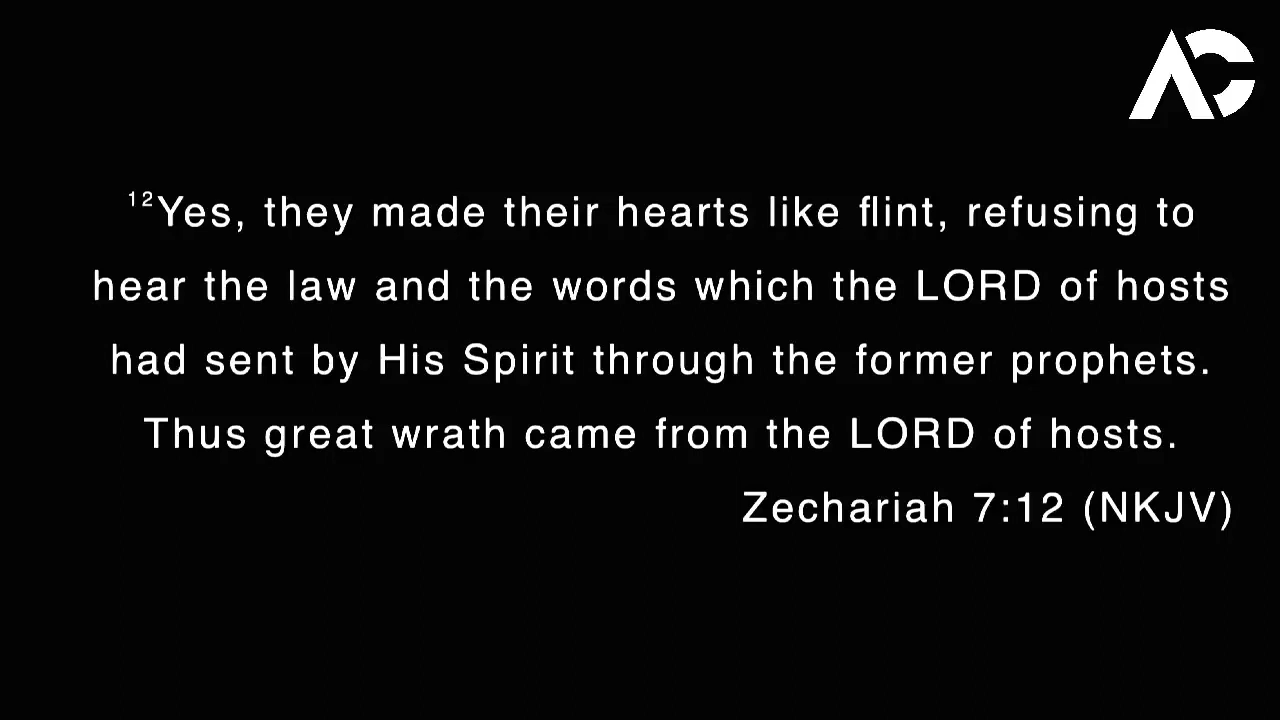 AC
¹²Yes, they made their hearts like flint, refusing to
hear the law and the words which the LORD of hosts
had sent by His Spirit through the former prophets.
Thus great wrath came from the LORD of hosts.
Zechariah 7:12 (NKJV)